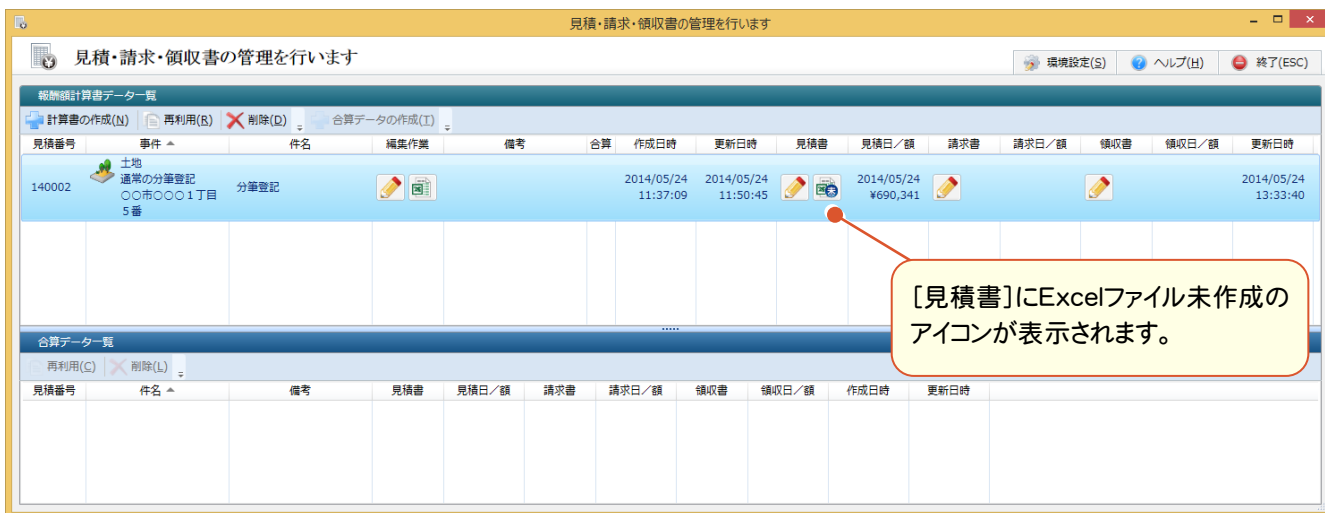 見積・請求・領収書の管理を行います
見積・請求・領収書の管理を行います
環境設定(S) ヘルプ(H) 終了(ESC)
報酬額計算書データ一覧
計算書の作成(N) 再利用(R) 削除(D) 合算データの作成(T)
見積番号 事件 件名 編集作業 備考 合算 作成日時 更新日時 見積書 見積日/額 請求書 請求日/額 領収書 領収日/額 更新日時
土地
通常の分筆登記
〇〇市〇〇〇1丁目
5番
140002
分筆登記
2014/05/24
11:37:09
2014/05/24
11:50:45
未
2014/05/24
¥690,341
2014/05/24
13:33:40
[見積書]にExcelファイル未作成の
アイコンが表示されます。
合算データ一覧
再利用(C) 削除(L)
見積番号 件名 備考 見積書 見積日/額 請求書 請求日/額 領収書 領収日/額 作成日時 更新日時